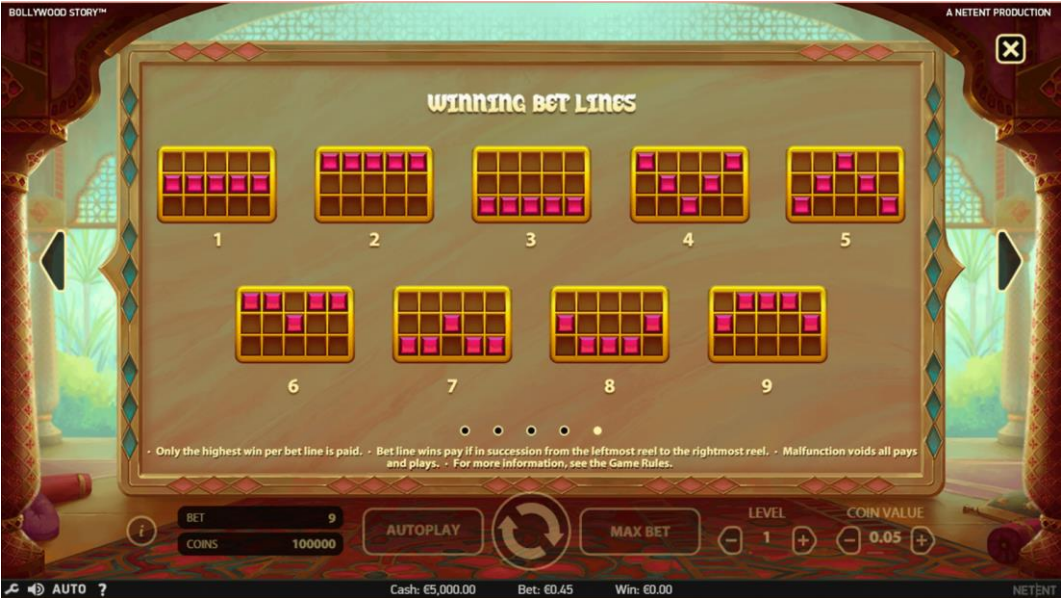 BOLLYWOOD STORY™
A NETENT PRODUCTION
WINNING BET LINES
1 2 3 4 5
6 7 8 9
· Only the highest win per bet line is paid. · Bet line wins pay if in succession from the leftmost reel to the rightmost reel. · Malfunction voids all pays
and plays. · For more information, see the Game Rules.
BET 9
COINS 100000
AUTOPLAY
MAX BET
LEVEL
1
COIN VALUE
0.05
AUTO ? Cash: €5,000.00 Bet: €0.45 Win: €0.00 NETENT